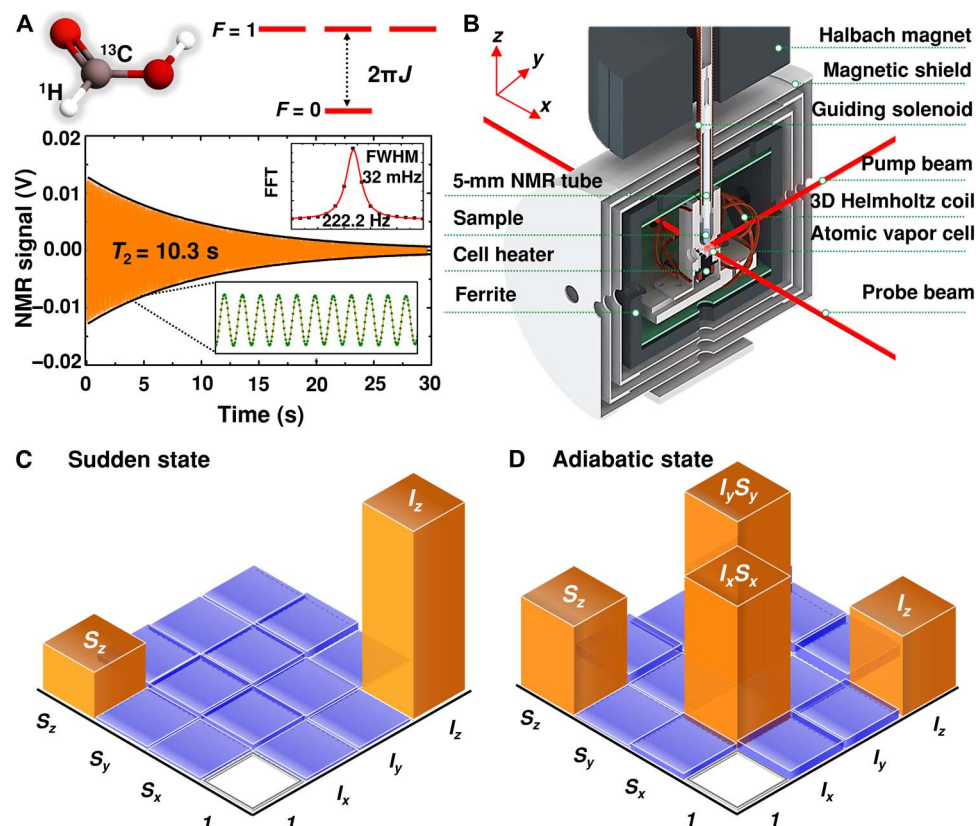 A
¹³C
¹H
F = 1
2πJ
F = 0
NMR signal (V)
0.02
0.01
0.00
−0.01
−0.02
T₂ = 10.3 s
FFT
FWHM
32 mHz
222.2 Hz
0
5
10
15
20
25
30
Time (s)
B
z
y
x
Halbach magnet
Magnetic shield
Guiding solenoid
Pump beam
3D Helmholtz coil
Atomic vapor cell
Probe beam
5-mm NMR tube
Sample
Cell heater
Ferrite
C Sudden state
I_z
S_z
S_z
S_y
S_x
1
1
I_x
I_y
I_z
D Adiabatic state
I_yS_y
I_xS_x
S_z
I_z
S_z
S_y
S_x
1
1
I_x
I_y
I_z